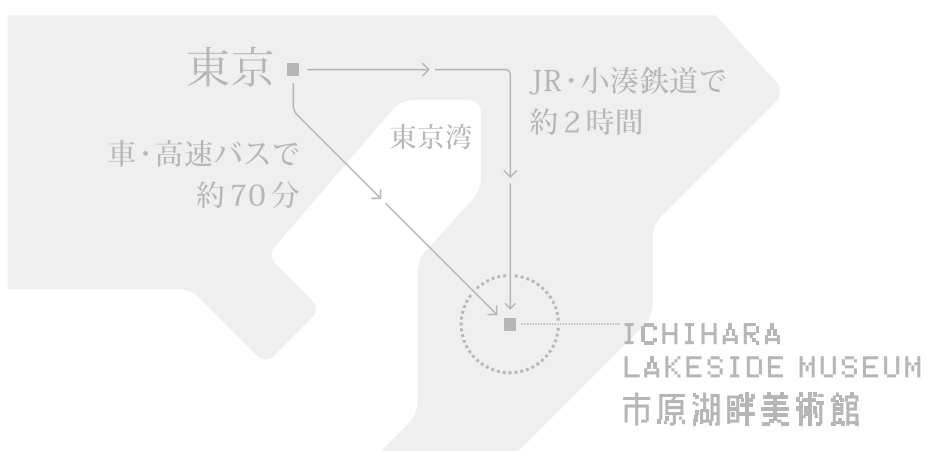 東京
JR・小湊鉄道で
約2時間
東京湾
車・高速バスで
約70分
ICHIHARA
LAKESIDE MUSEUM
市原湖畔美術館